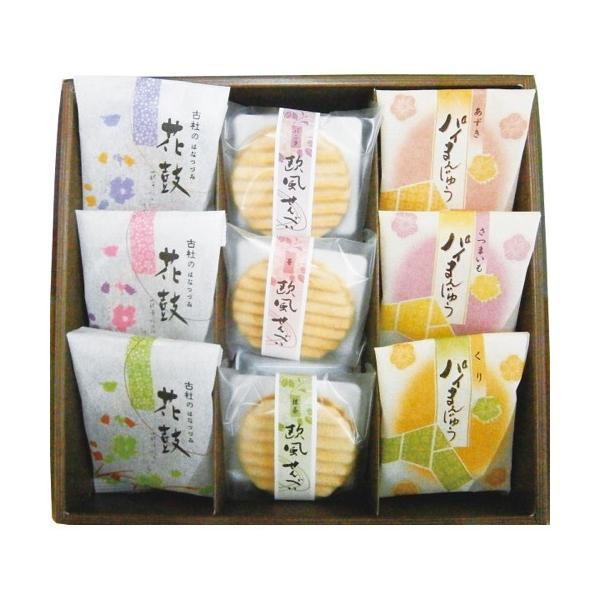 古杜の はなつづみ
花鼓
欧風せんべい
あずき
パイまんじゅう
古杜の はなつづみ
花鼓
苺
欧風せんべい
さつまいも
パイまんじゅう
古杜の はなつづみ
花鼓
抹茶
欧風せんべい
くり
パイまんじゅう